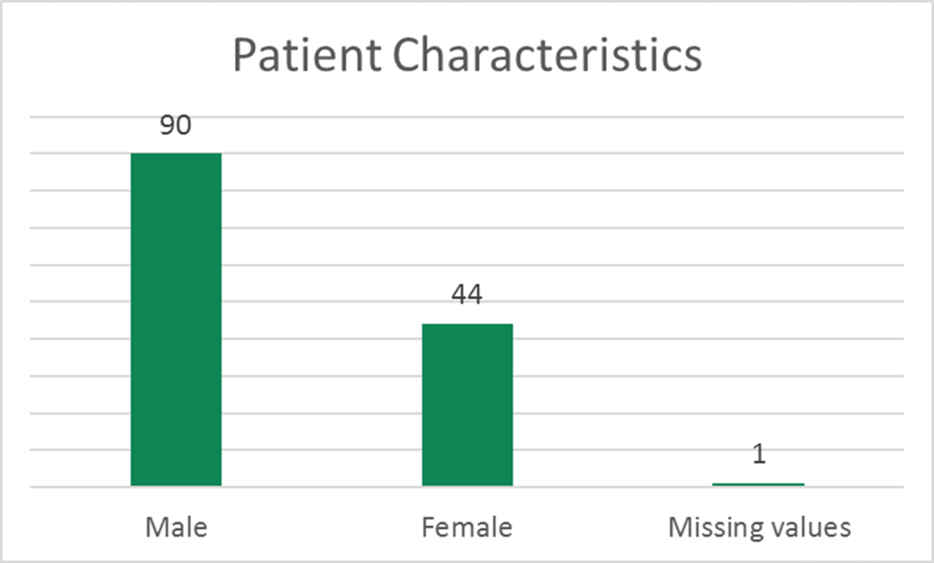 Patient Characteristics
90
44
1
Male Female Missing values